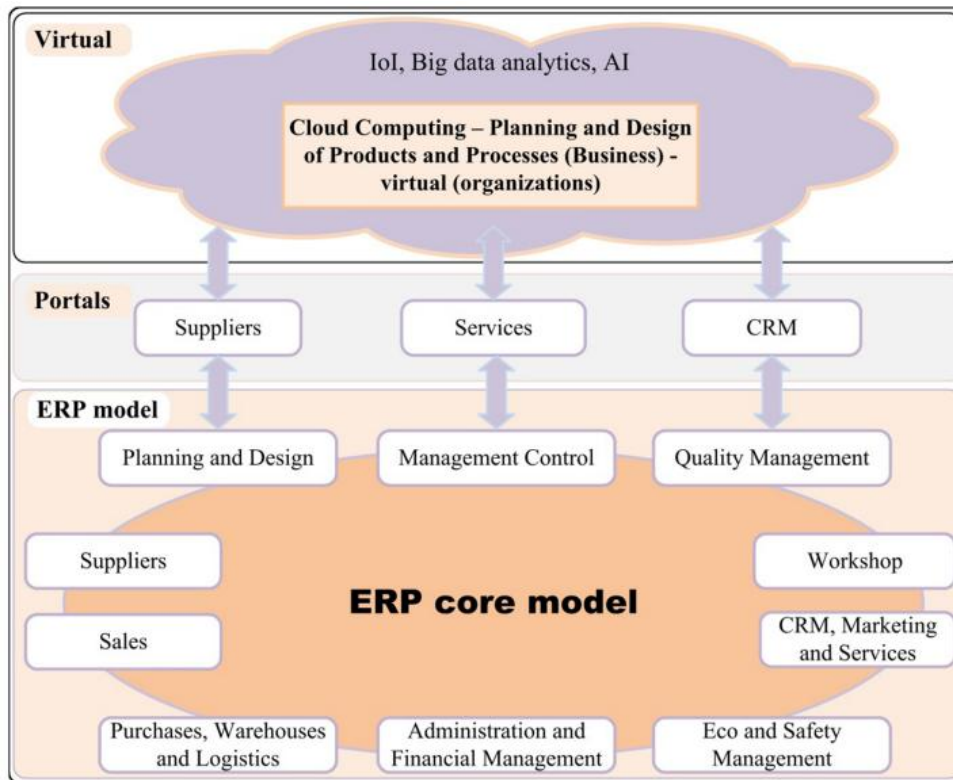 Virtual
IoI, Big data analytics, AI
Cloud Computing – Planning and Design
of Products and Processes (Business) -
virtual (organizations)
Portals
Suppliers
Services
CRM
ERP model
Planning and Design
Management Control
Quality Management
Suppliers
Workshop
ERP core model
Sales
CRM, Marketing
and Services
Purchases, Warehouses
and Logistics
Administration and
Financial Management
Eco and Safety
Management